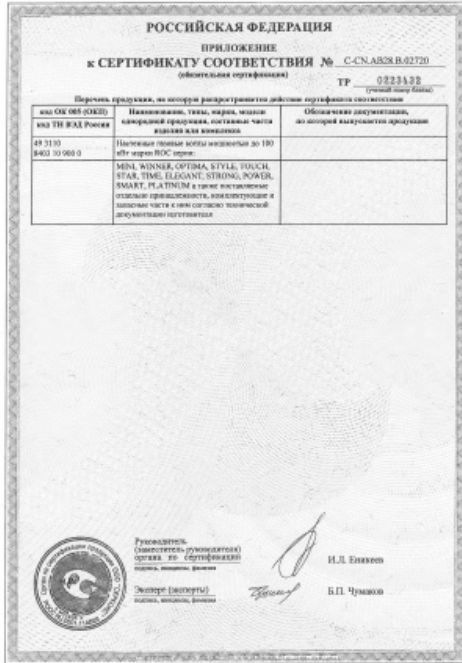 РОССИЙСКАЯ ФЕДЕРАЦИЯ
ПРИЛОЖЕНИЕ
к СЕРТИФИКАТУ СООТВЕТСТВИЯ № C-CN.АВ28.В.02720
(обязательная сертификация)
ТР 0223432
(учетный номер бланка)
Перечень продукции, на которую распространяется действие сертификата соответствия
код ОК 005 (ОКП)
код ТН ВЭД России
Наименование, типы, марки, модели
однородной продукции, составные части
изделия или комплекса
Обозначение документации,
по которой выпускается продукция
49 3110
8403 10 900 0
Настенные газовые котлы мощностью до 100
кВт марки ROC серии:
MINI, WINNER, OPTIMA, STYLE, TOUCH,
STAR, TIME, ELEGANT, STRONG, POWER,
SMART, PLATINUM а также поставляемые
отдельно принадлежности, комплектующие и
запасные части к ним согласно технической
документации изготовителя
Руководитель
(заместитель руководителя)
органа по сертификации
подпись, инициалы, фамилия
И.Л. Еникеев
Эксперт (эксперты)
подпись, инициалы, фамилия
Б.П. Чумаков